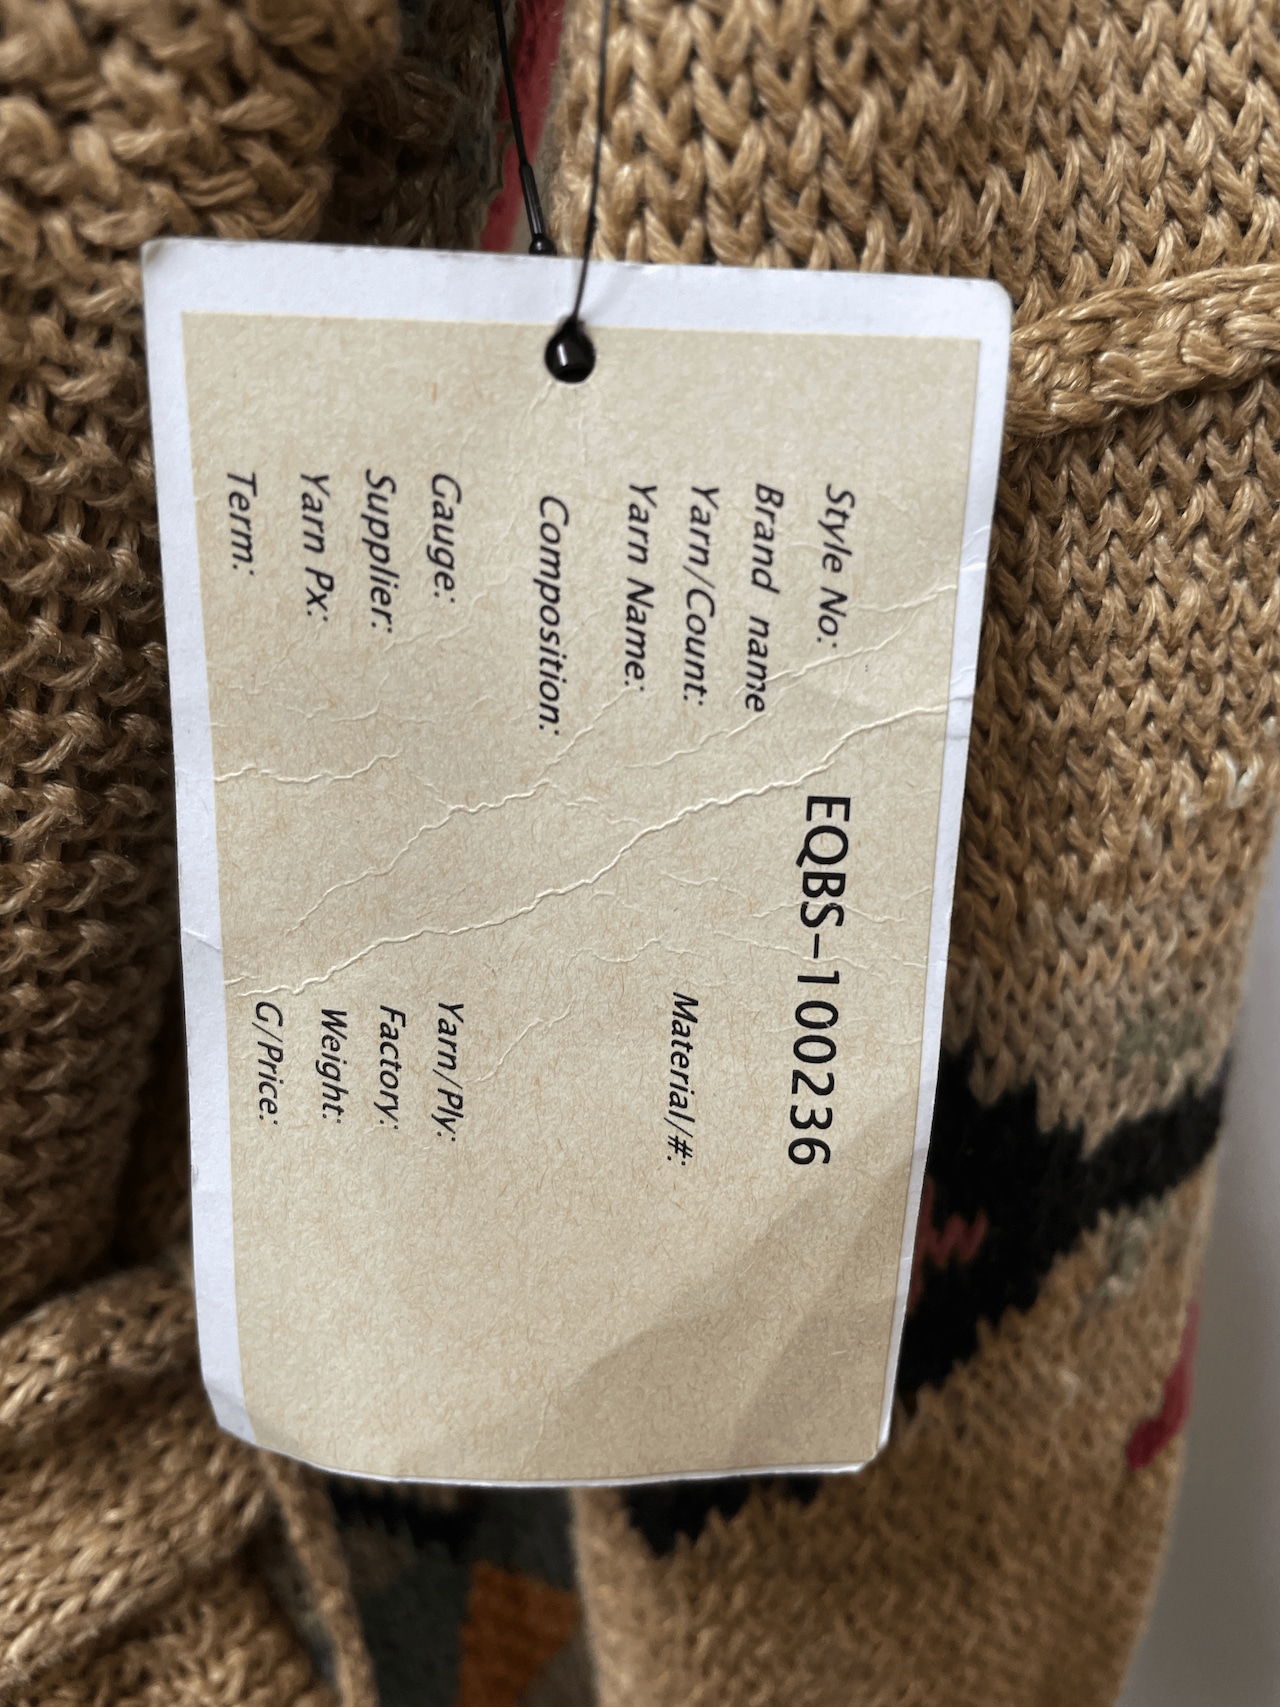 Style No: EQBS-100236
Brand name
Yarn/Count: Material/#:
Yarn Name:
Composition:
Gauge: Yarn/Ply:
Supplier: Factory:
Yarn Px: Weight:
Term: G/Price: